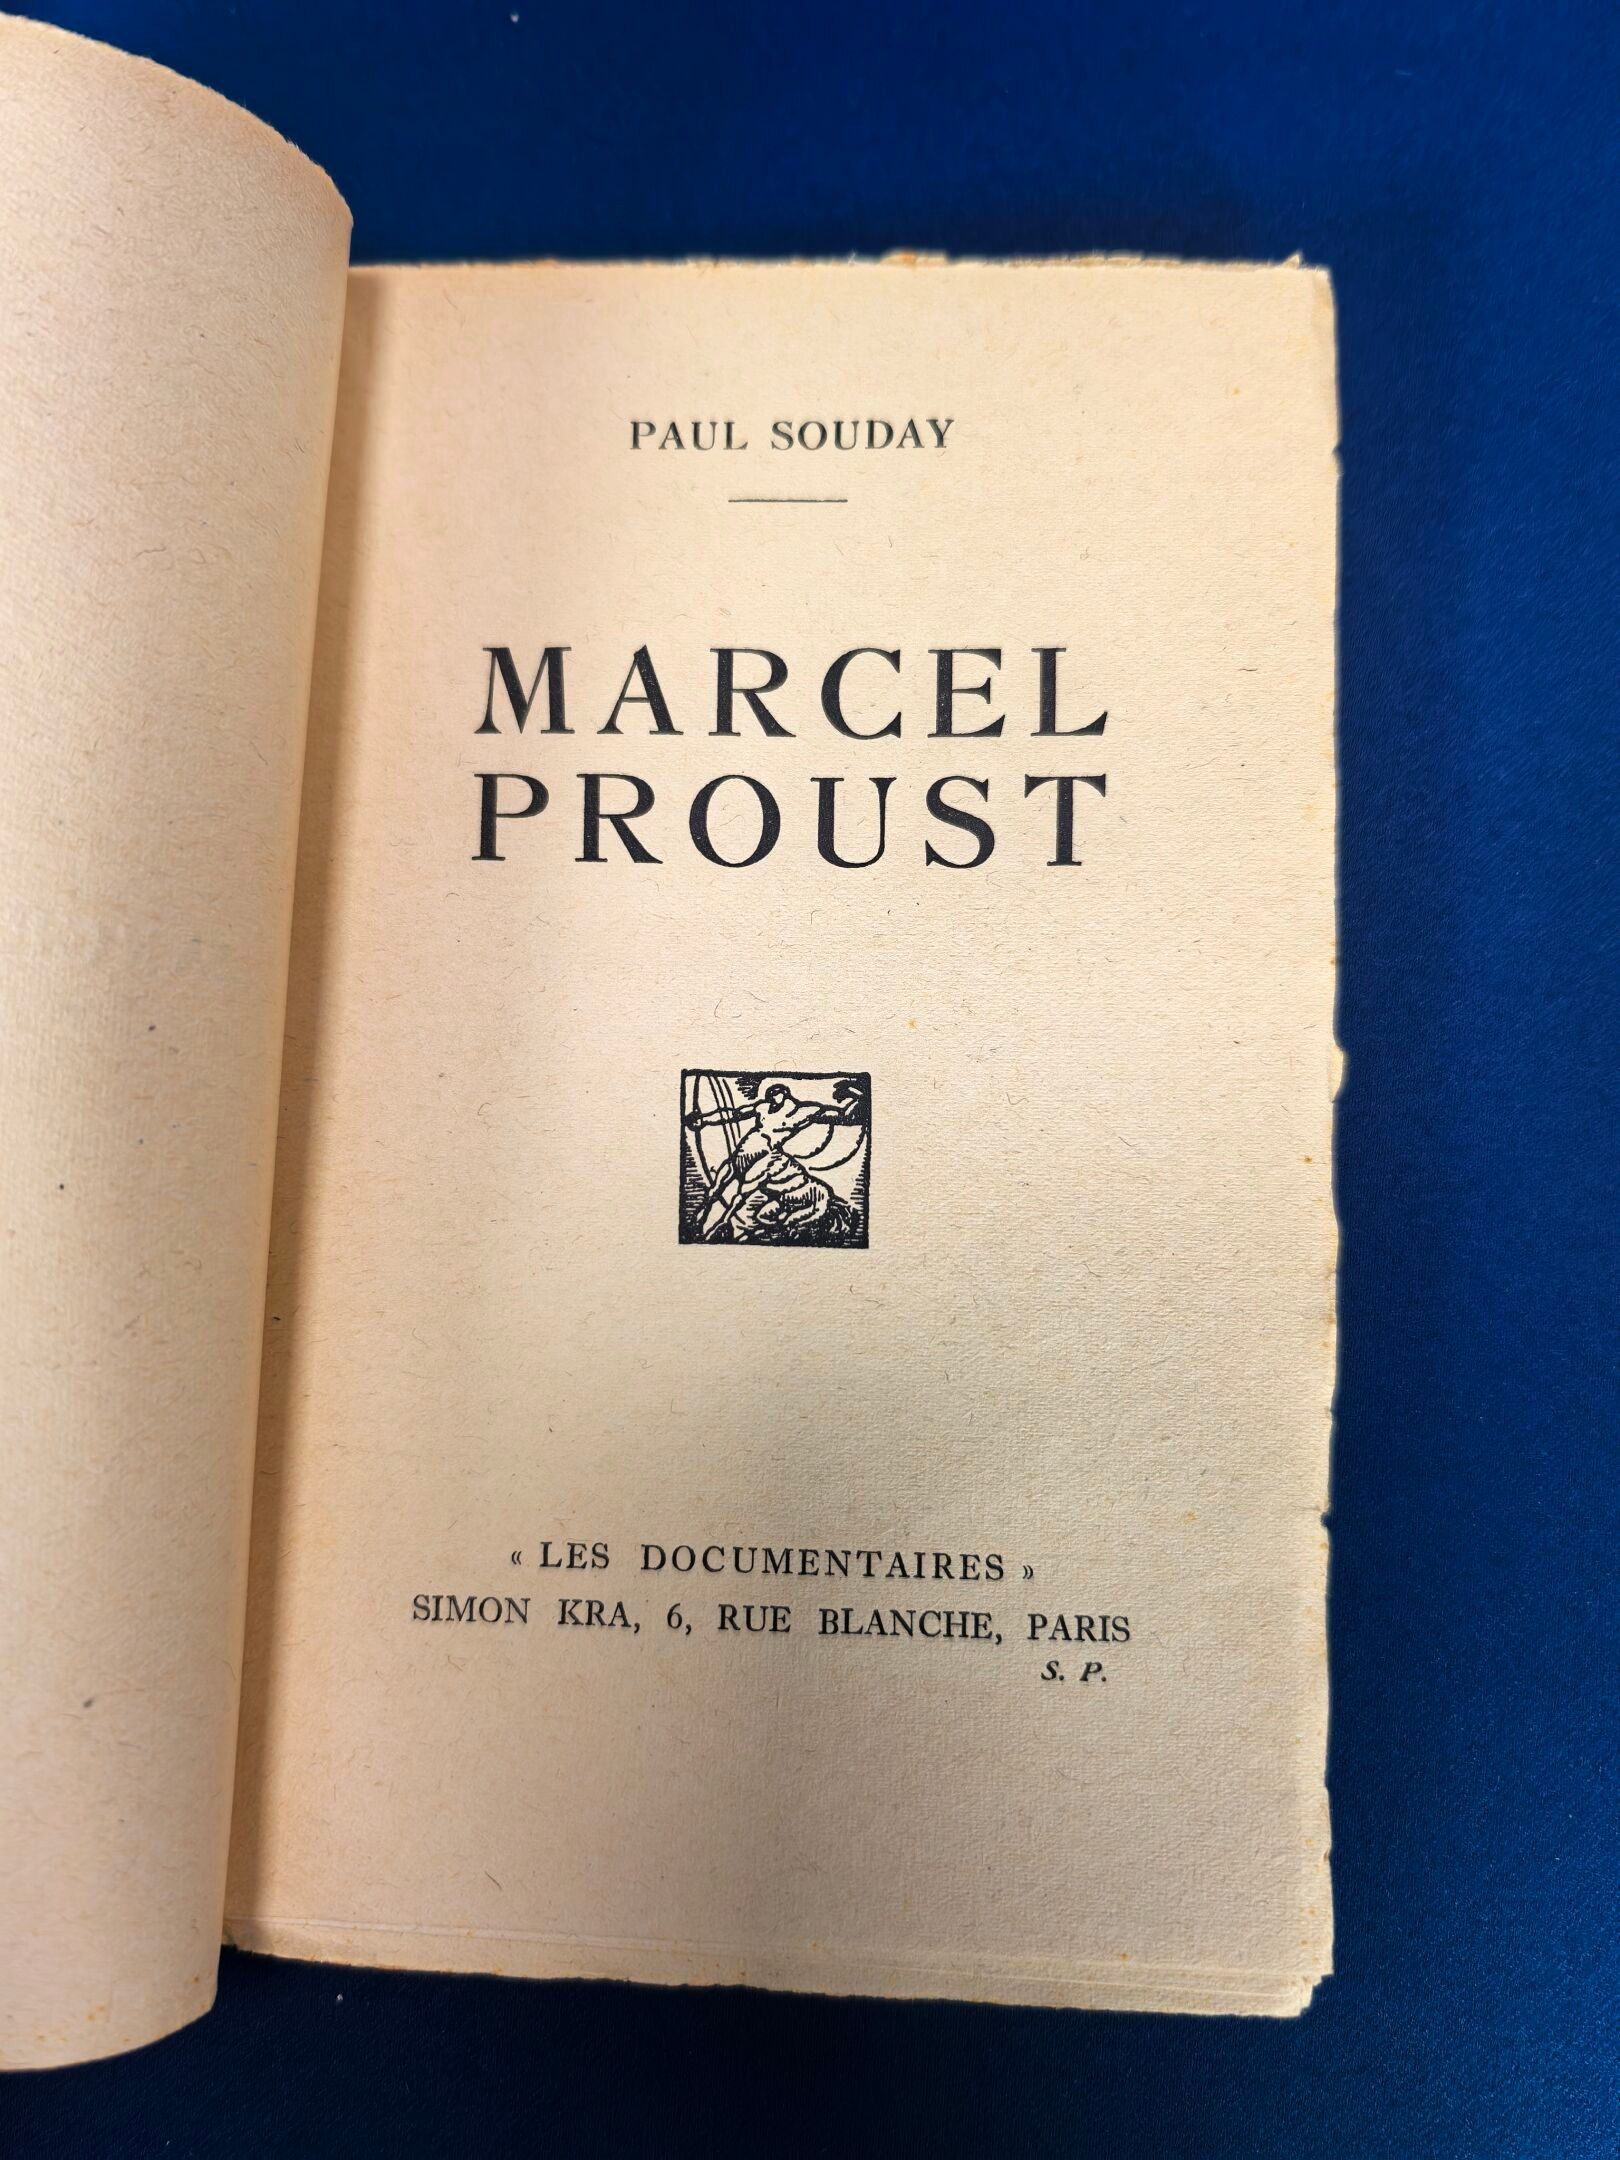 PAUL SOUDAY
MARCEL
PROUST
« LES DOCUMENTAIRES »
SIMON KRA, 6, RUE BLANCHE, PARIS
S. P.